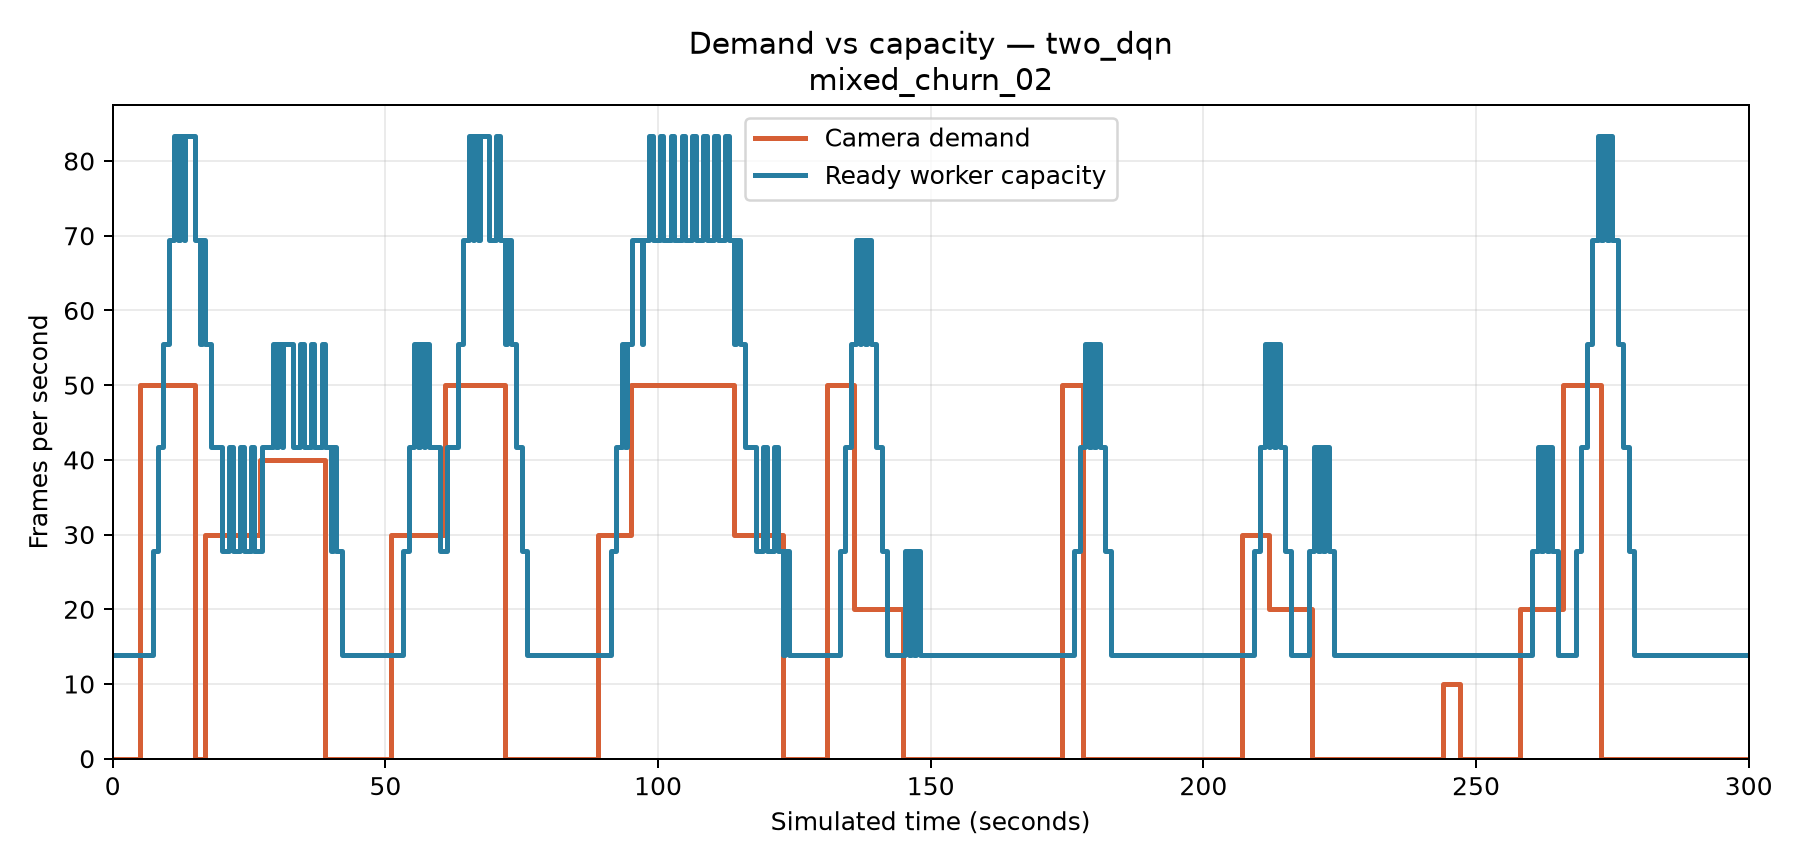 Demand vs capacity — two_dqn
mixed_churn_02
Camera demand
Ready worker capacity
Frames per second
80
70
60
50
40
30
20
10
0
0 50 100 150 200 250 300
Simulated time (seconds)